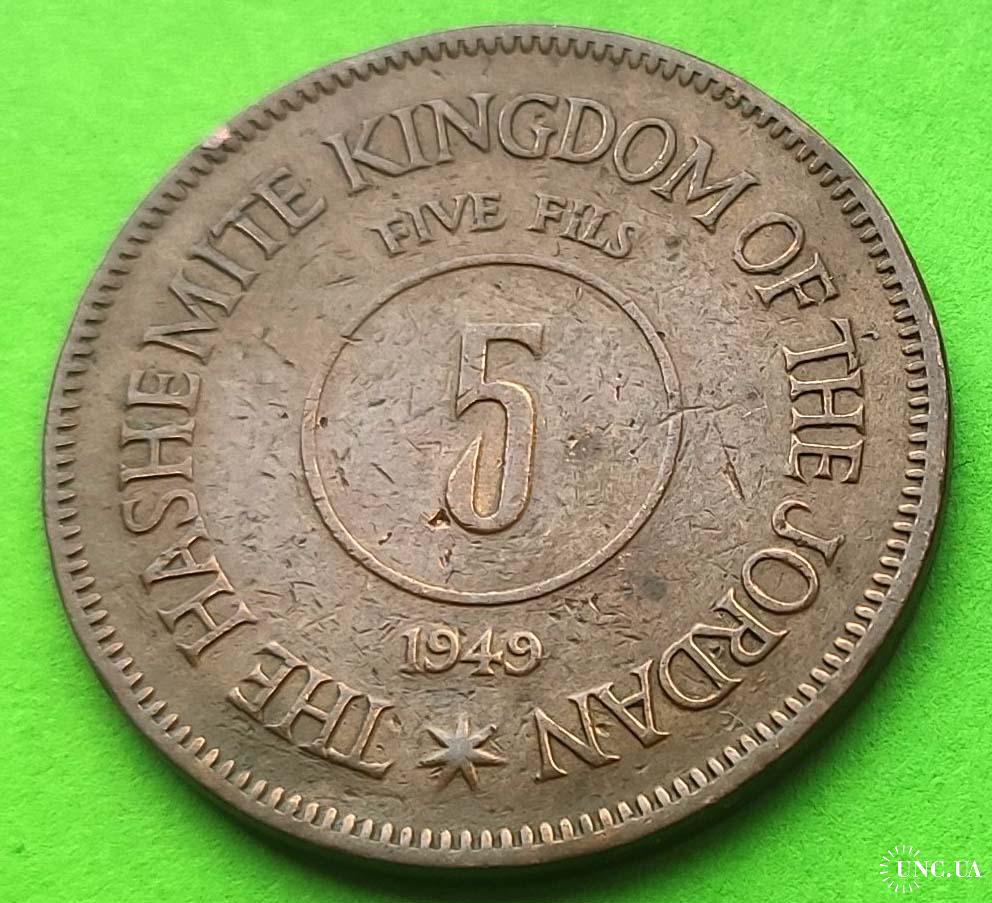 THE HASHEMITE KINGDOM OF THE JORDAN
FIVE FILS
5
1949
UNC.UA